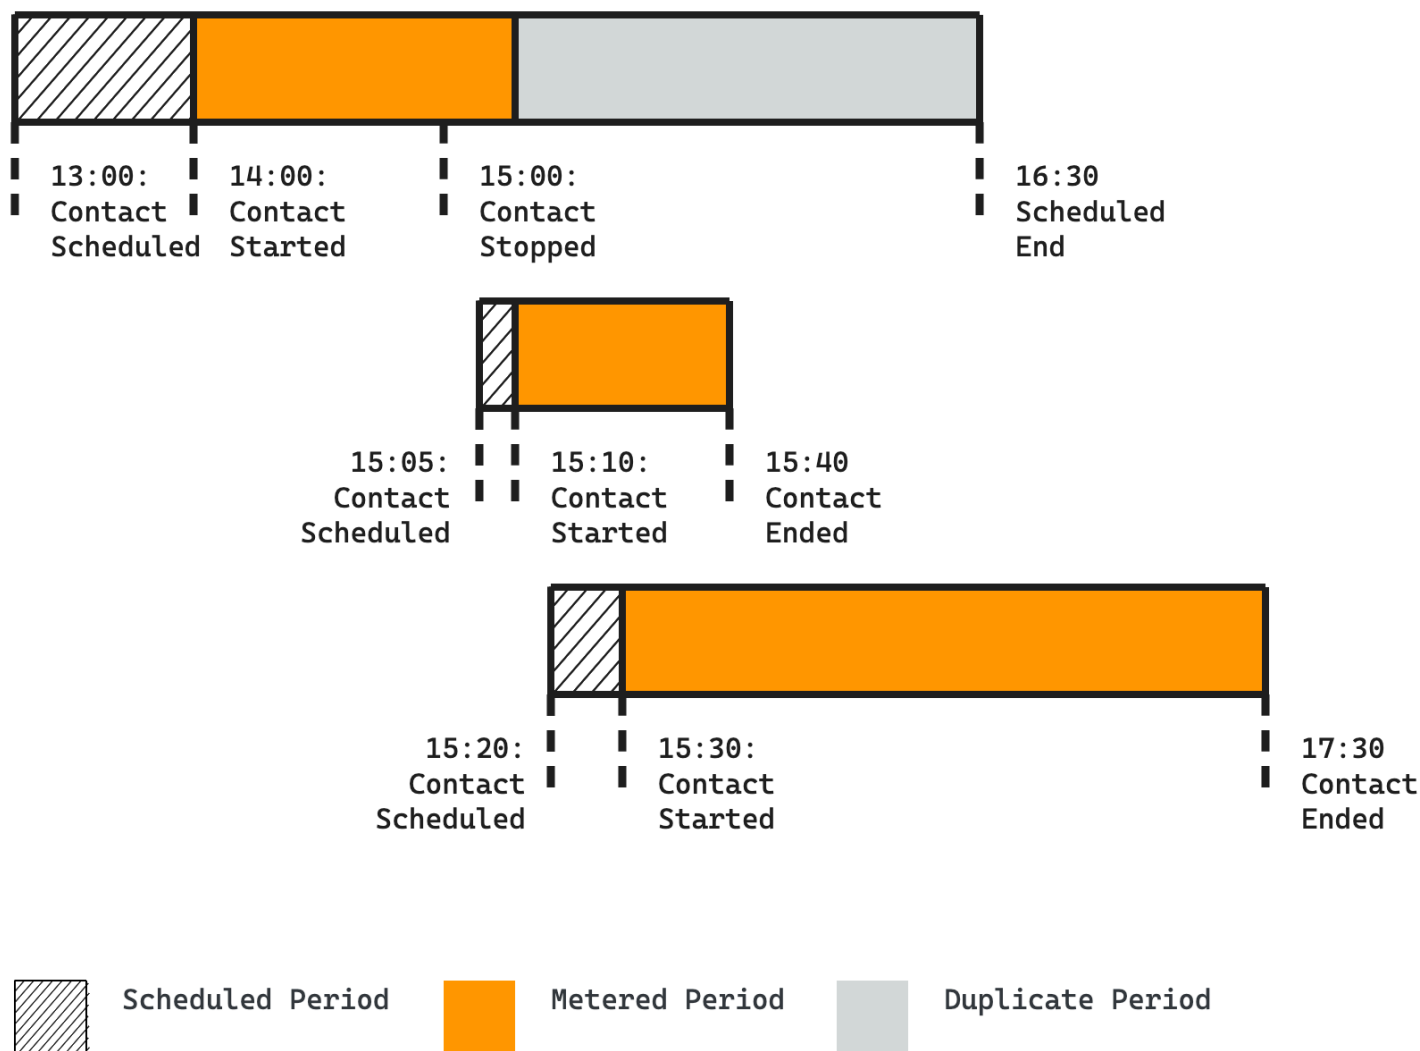 13:00:
Contact
Scheduled
14:00:
Contact
Started
15:00:
Contact
Stopped
16:30
Scheduled
End
15:05:
Contact
Scheduled
15:10:
Contact
Started
15:40
Contact
Ended
15:20:
Contact
Scheduled
15:30:
Contact
Started
17:30
Contact
Ended
Scheduled Period
Metered Period
Duplicate Period